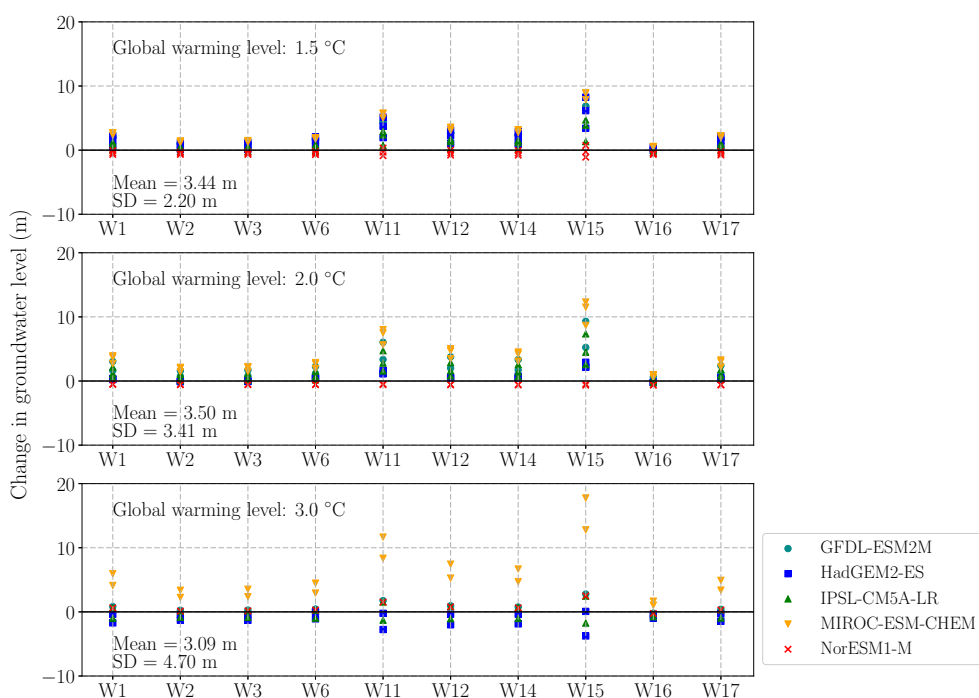 Change in groundwater level (m)
20
10
0
−10
Global warming level: 1.5 °C
Mean = 3.44 m
SD = 2.20 m
W1 W2 W3 W6 W11 W12 W14 W15 W16 W17
20
10
0
−10
Global warming level: 2.0 °C
Mean = 3.50 m
SD = 3.41 m
W1 W2 W3 W6 W11 W12 W14 W15 W16 W17
20
10
0
−10
Global warming level: 3.0 °C
Mean = 3.09 m
SD = 4.70 m
W1 W2 W3 W6 W11 W12 W14 W15 W16 W17
GFDL-ESM2M
HadGEM2-ES
IPSL-CM5A-LR
MIROC-ESM-CHEM
NorESM1-M